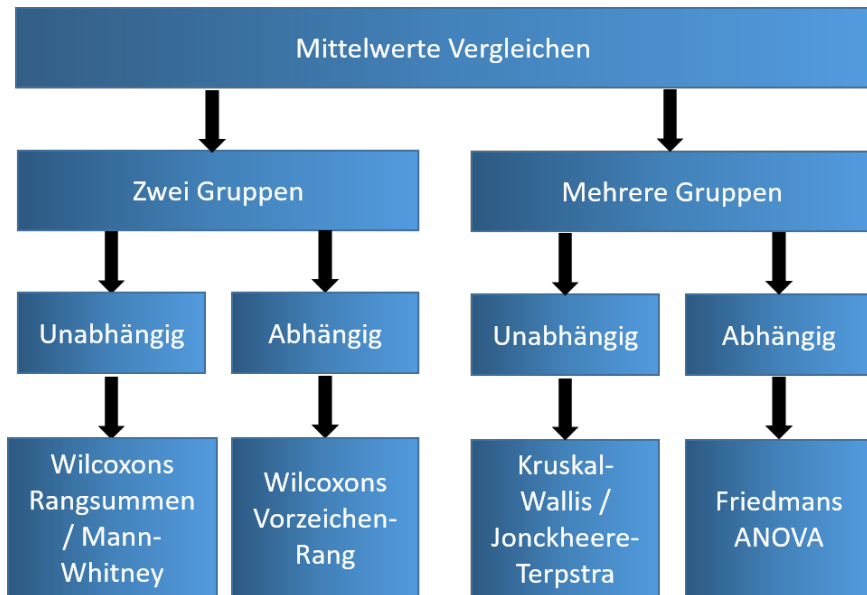 Mittelwerte Vergleichen
Zwei Gruppen
Mehrere Gruppen
Unabhängig
Abhängig
Unabhängig
Abhängig
Wilcoxons
Rangsummen
/ Mann-
Whitney
Wilcoxons
Vorzeichen-
Rang
Kruskal-
Wallis /
Jonckheere-
Terpstra
Friedmans
ANOVA